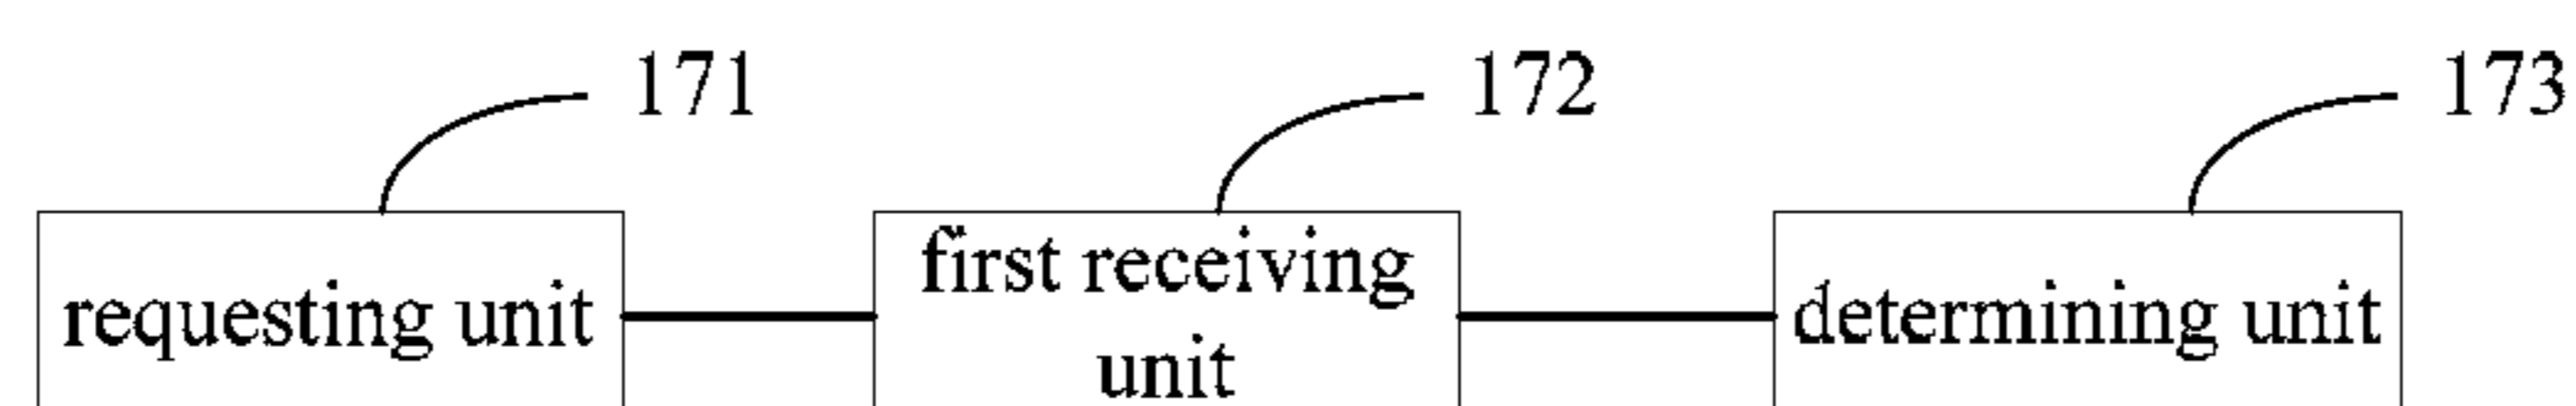 171
172
173
requesting unit
first receiving
unit
determining unit